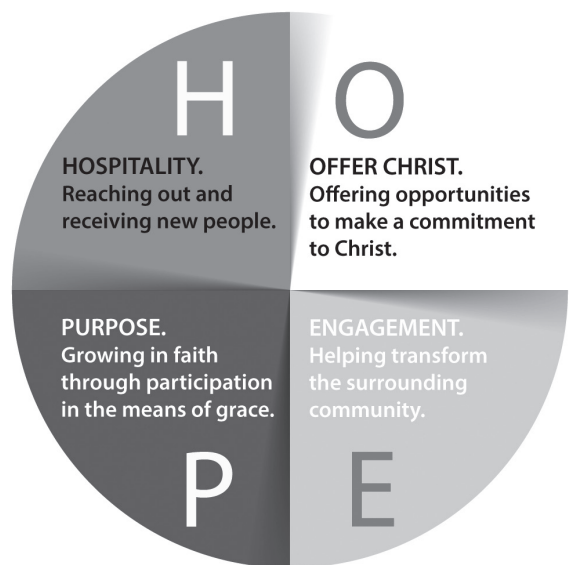 H
HOSPITALITY.
Reaching out and
receiving new people.
O
OFFER CHRIST.
Offering opportunities
to make a commitment
to Christ.
PURPOSE.
Growing in faith
through participation
in the means of grace.
P
ENGAGEMENT.
Helping transform
the surrounding
community.
E